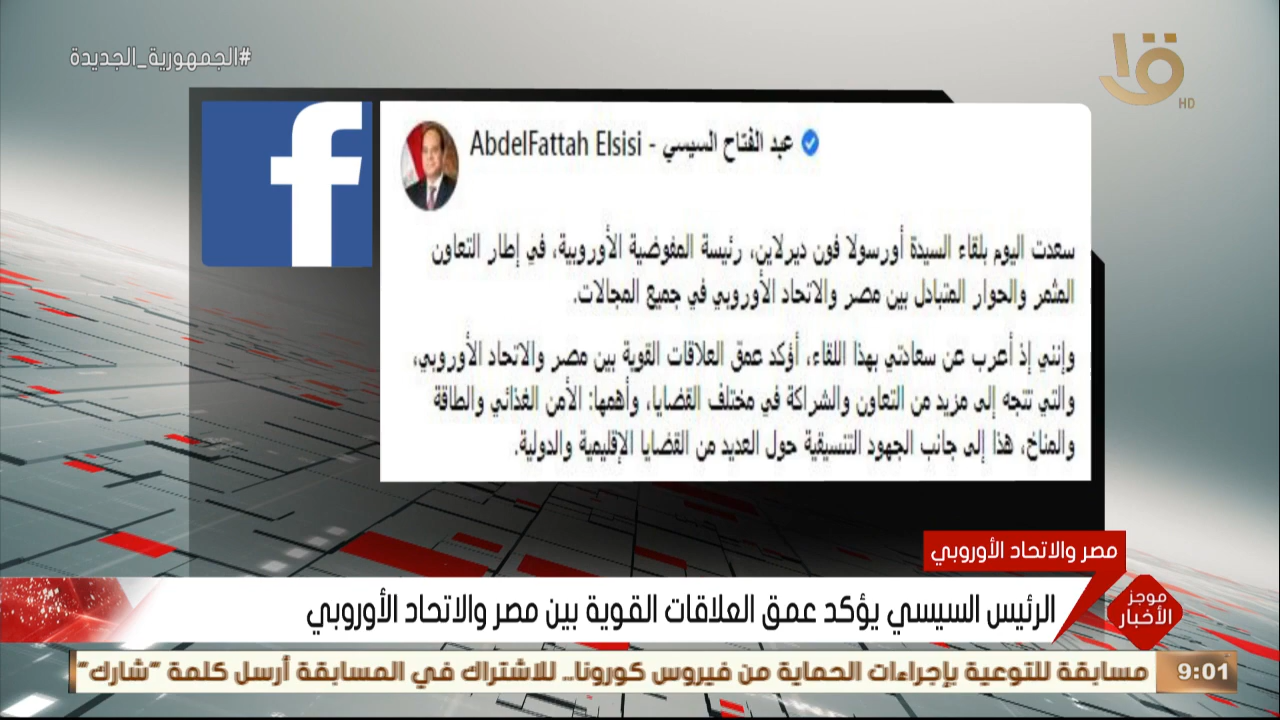 #الجمهورية_الجديدة
HD
AbdelFattah Elsisi - عبد الفتاح السيسي
سعدت اليوم بلقاء السيدة أورسولا فون ديرلاين، رئيسة المفوضية الأوروبية، في إطار التعاون
المثمر والحوار المتبادل بين مصر والاتحاد الأوروبي في جميع المجالات.
وإنني إذ أعرب عن سعادتي بهذا اللقاء، أؤكد عمق العلاقات القوية بين مصر والاتحاد الأوروبي،
والتي تتجه إلى مزيد من التعاون والشراكة في مختلف القضايا، وأهمها: الأمن الغذائي والطاقة
والمناخ، هذا إلى جانب الجهود التنسيقية حول العديد من القضايا الإقليمية والدولية.
مصر والاتحاد الأوروبي
موجز
الأخبار
الرئيس السيسي يؤكد عمق العلاقات القوية بين مصر والاتحاد الأوروبي
9:01
مسابقة للتوعية بإجراءات الحماية من فيروس كورونا.. للاشتراك في المسابقة أرسل كلمة "شارك"